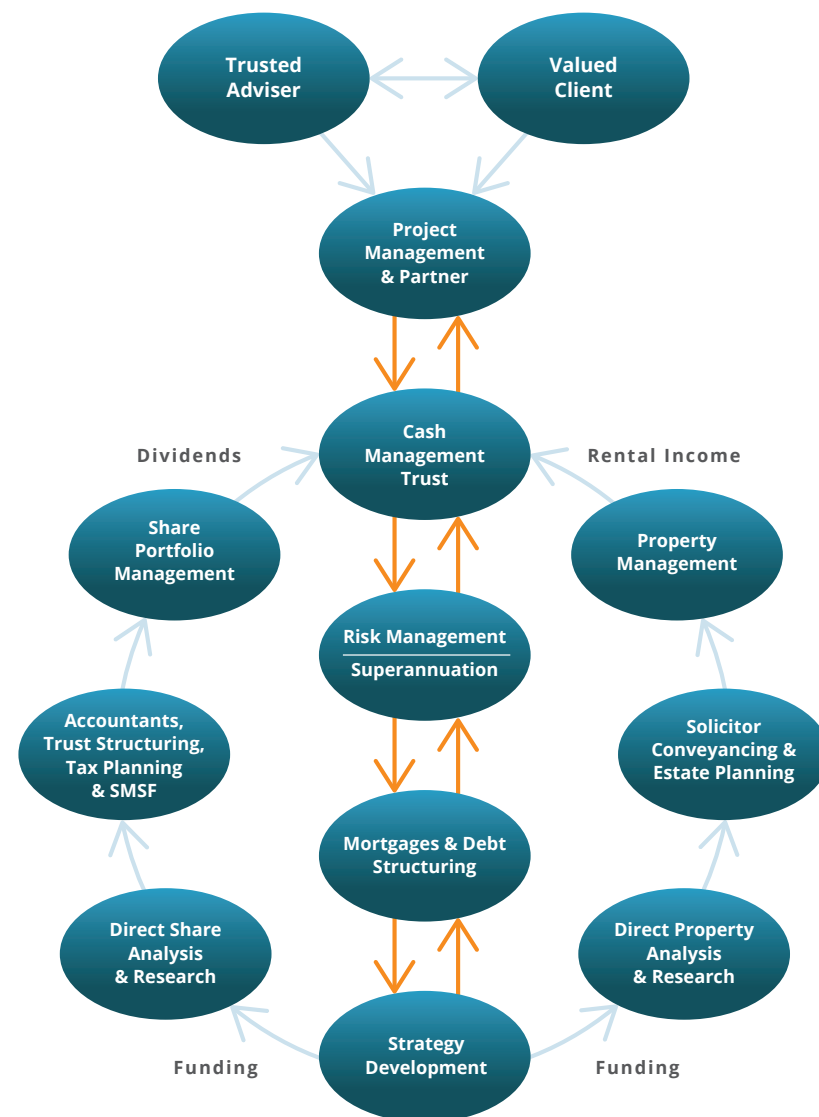 Trusted
Adviser
Valued
Client
Project
Management
& Partner
Cash
Management
Trust
Dividends
Rental Income
Share
Portfolio
Management
Property
Management
Risk Management
Superannuation
Accountants,
Trust Structuring,
Tax Planning
& SMSF
Solicitor
Conveyancing &
Estate Planning
Mortgages & Debt
Structuring
Direct Share
Analysis
& Research
Direct Property
Analysis
& Research
Strategy
Development
Funding
Funding